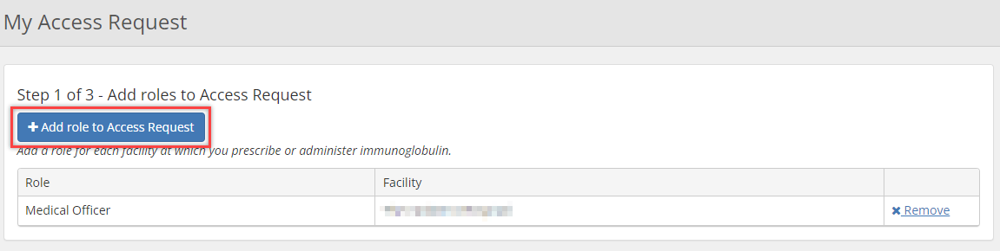 My Access Request
Step 1 of 3 - Add roles to Access Request
Add role to Access Request
Add a role for each facility at which you prescribe or administer immunoglobulin.
Role Facility
Medical Officer Remove